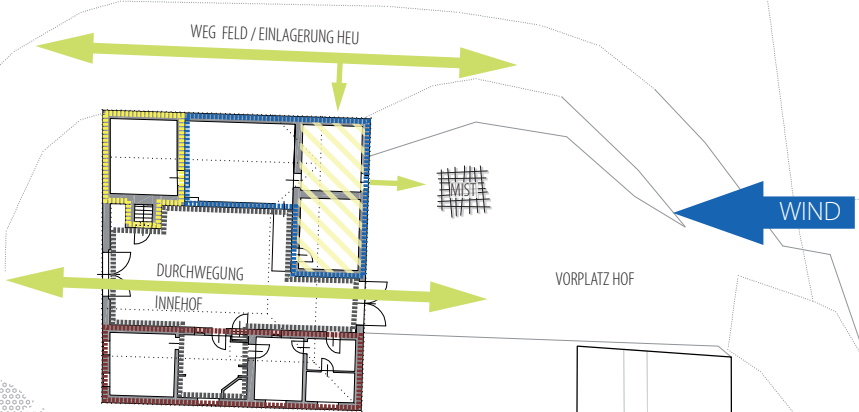 WEG FELD / EINLAGERUNG HEU
MIST
WIND
DURCHWEGUNG
INNEHOF
VORPLATZ HOF